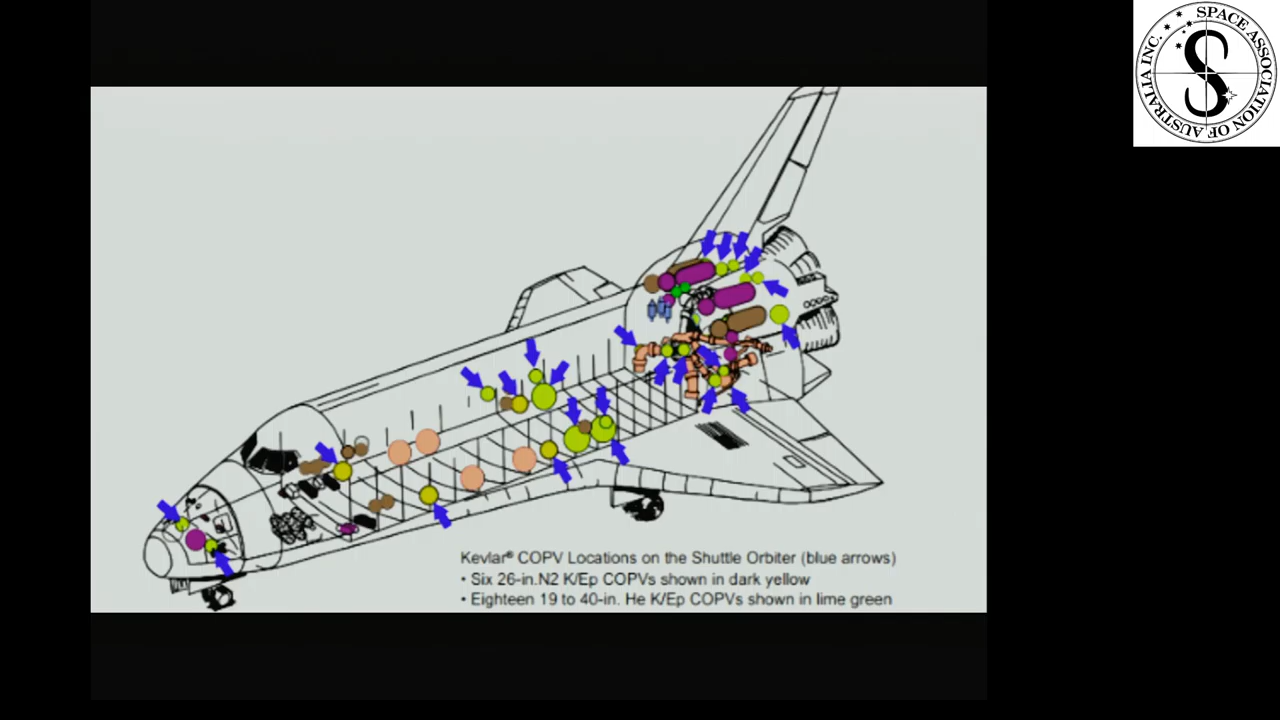 SPACE ASSOCIATION OF AUSTRALIA INC.
S
Kevlar® COPV Locations on the Shuttle Orbiter (blue arrows)
• Six 26-in.N2 K/Ep COPVs shown in dark yellow
• Eighteen 19 to 40-in. He K/Ep COPVs shown in lime green